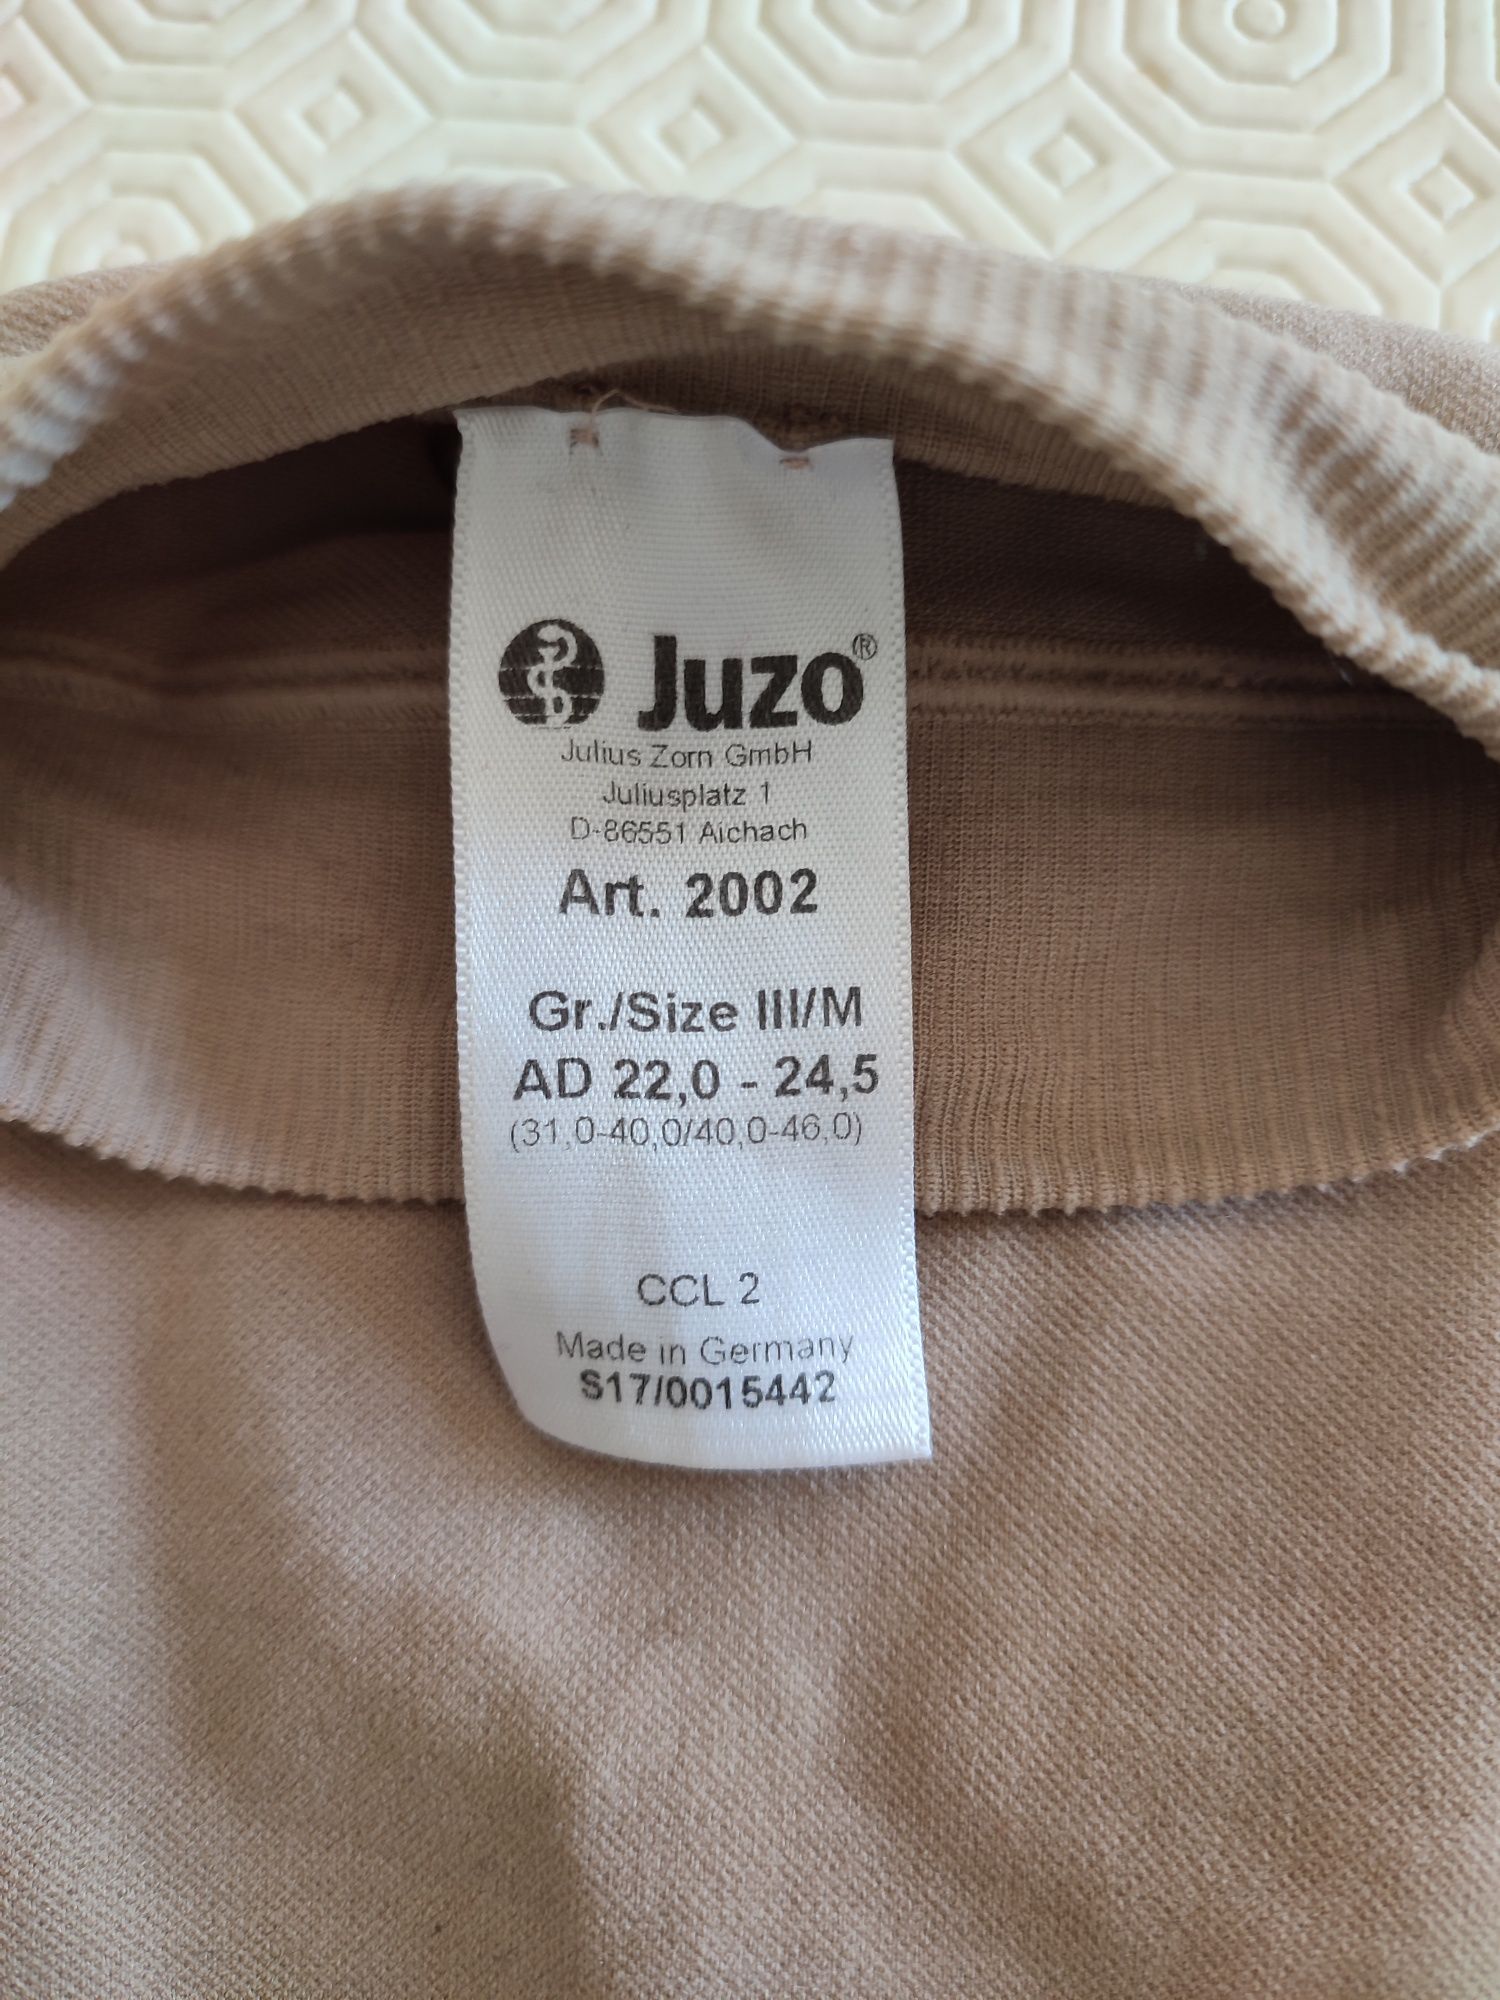 Juzo®
Julius Zorn GmbH
Juliusplatz 1
D-86551 Aichach
Art. 2002
Gr./Size III/M
AD 22,0 - 24,5
(31,0-40,0/40,0-46,0)
CCL 2
Made in Germany
S17/0015442